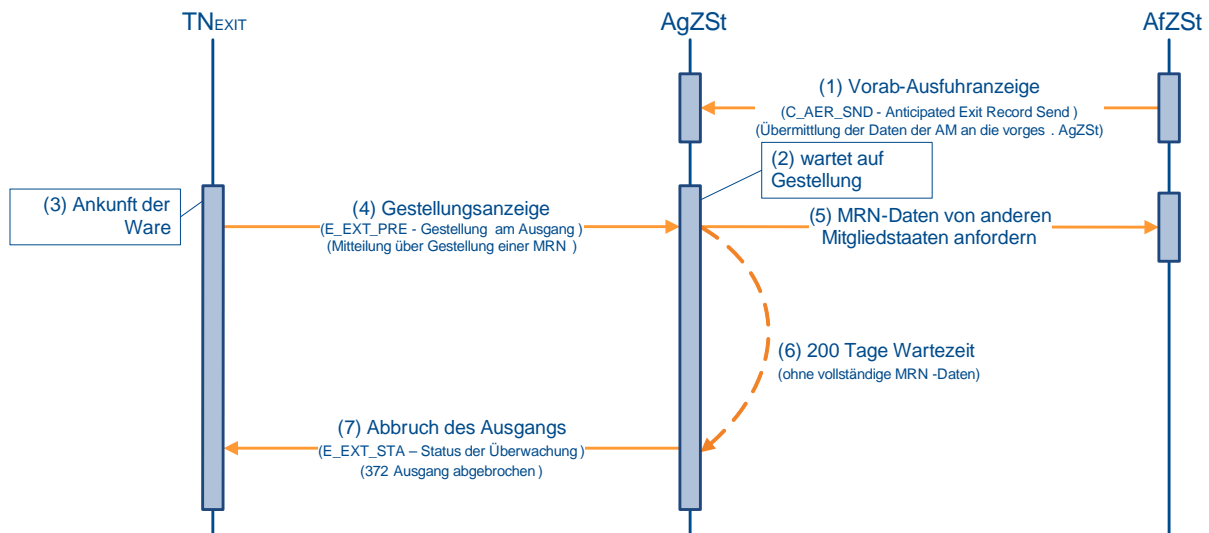 TNEXIT
AgZSt
AfZSt
(1) Vorab-Ausfuhranzeige
(C_AER_SND - Anticipated Exit Record Send )
(Übermittlung der Daten der AM an die vorges . AgZSt)
(2) wartet auf
Gestellung
(3) Ankunft der
Ware
(4) Gestellungsanzeige
(E_EXT_PRE - Gestellung am Ausgang )
(Mitteilung über Gestellung einer MRN )
(5) MRN-Daten von anderen
Mitgliedstaaten anfordern
(6) 200 Tage Wartezeit
(ohne vollständige MRN -Daten)
(7) Abbruch des Ausgangs
(E_EXT_STA – Status der Überwachung )
(372 Ausgang abgebrochen)